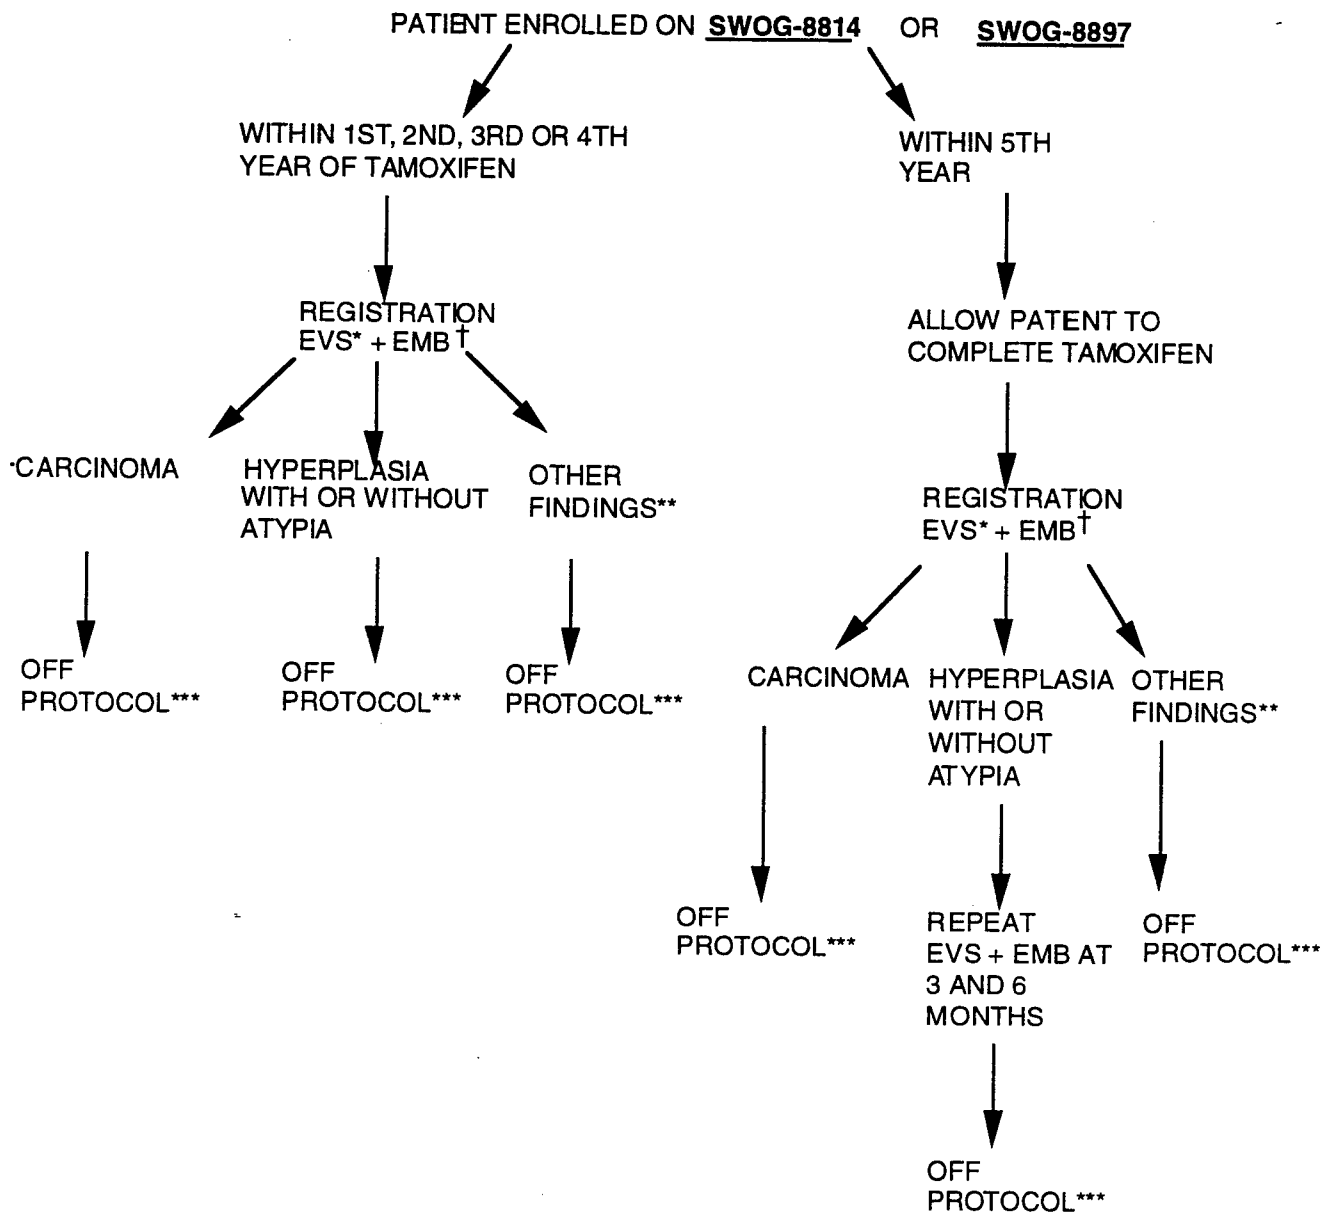 PATIENT ENROLLED ON SWOG-8814 OR SWOG-8897
WITHIN 1ST, 2ND, 3RD OR 4TH
YEAR OF TAMOXIFEN
REGISTRATION
EVS* + EMB†
CARCINOMA
HYPERPLASIA
WITH OR WITHOUT
ATYPIA
OTHER
FINDINGS**
OFF
PROTOCOL***
OFF
PROTOCOL***
OFF
PROTOCOL***
WITHIN 5TH
YEAR
ALLOW PATENT TO
COMPLETE TAMOXIFEN
REGISTRATION
EVS* + EMB†
CARCINOMA
HYPERPLASIA
WITH OR
WITHOUT
ATYPIA
OTHER
FINDINGS**
OFF
PROTOCOL***
REPEAT
EVS + EMB AT
3 AND 6
MONTHS
OFF
PROTOCOL***
OFF
PROTOCOL***